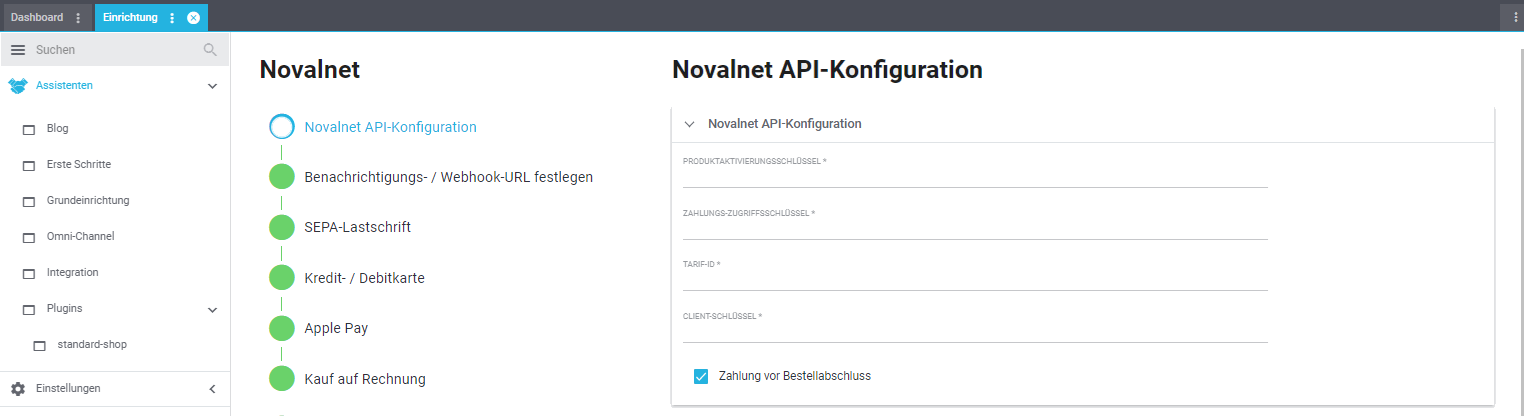 Dashboard
Einrichtung
Suchen
Assistenten
Blog
Erste Schritte
Grundeinrichtung
Omni-Channel
Integration
Plugins
standard-shop
Einstellungen
Novalnet
Novalnet API-Konfiguration
Benachrichtigungs- / Webhook-URL festlegen
SEPA-Lastschrift
Kredit- / Debitkarte
Apple Pay
Kauf auf Rechnung
Novalnet API-Konfiguration
Novalnet API-Konfiguration
PRODUKTAKTIVIERUNGSSCHLÜSSEL *
ZAHLUNGS-ZUGRIFFSSCHLÜSSEL *
TARIF-ID *
CLIENT-SCHLÜSSEL *
Zahlung vor Bestellabschluss